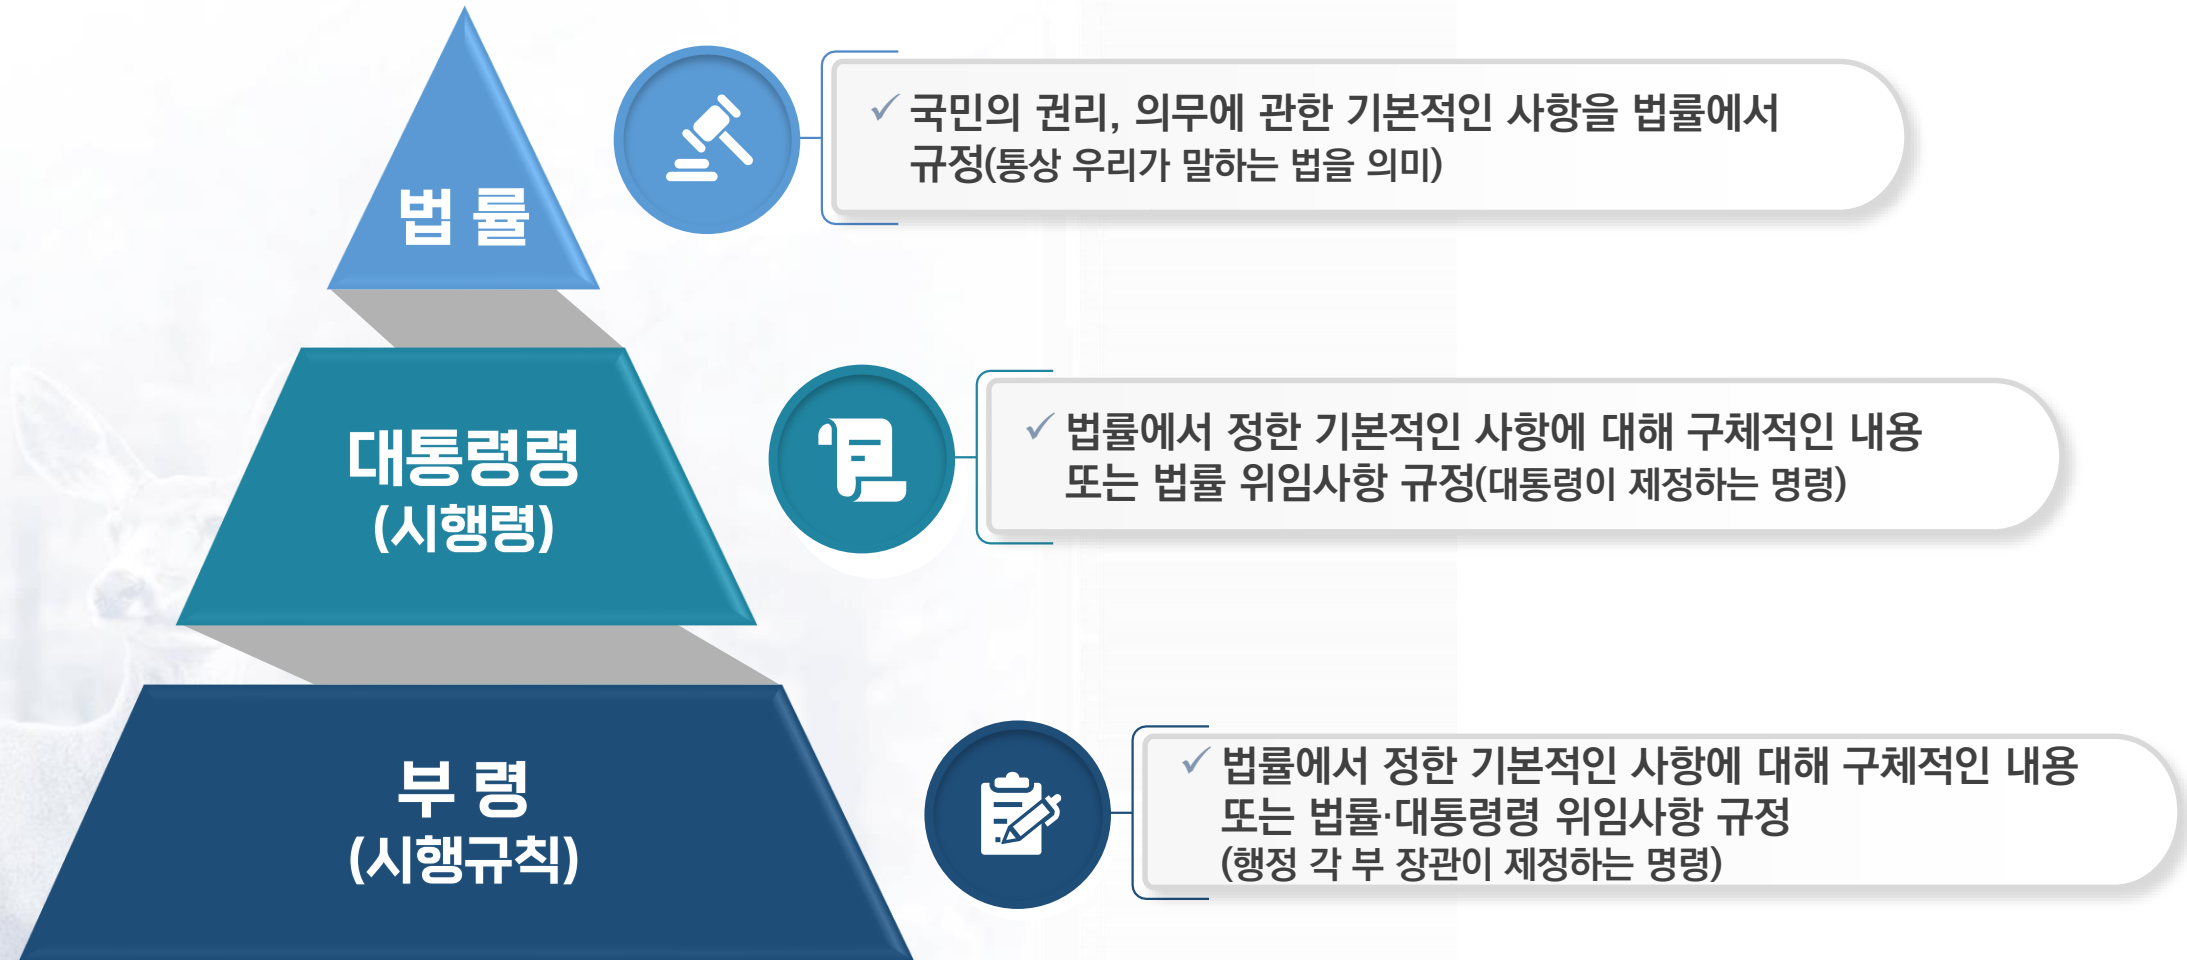 법 률
✓ 국민의 권리, 의무에 관한 기본적인 사항을 법률에서
규정(통상 우리가 말하는 법을 의미)
대통령령
(시행령)
✓ 법률에서 정한 기본적인 사항에 대해 구체적인 내용
또는 법률 위임사항 규정(대통령이 제정하는 명령)
부 령
(시행규칙)
✓ 법률에서 정한 기본적인 사항에 대해 구체적인 내용
또는 법률·대통령령 위임사항 규정
(행정 각 부 장관이 제정하는 명령)